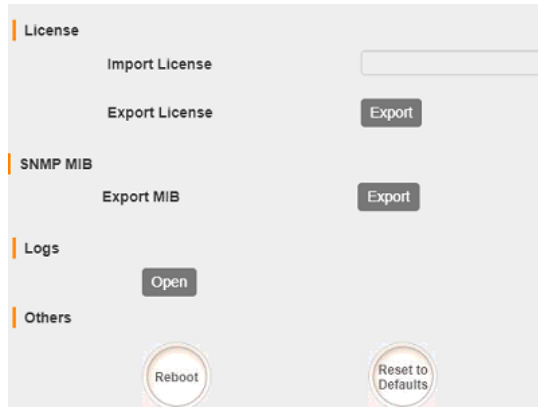 License
Import License
Export License Export
SNMP MIB
Export MIB Export
Logs
Open
Others
Reboot Reset to
Defaults